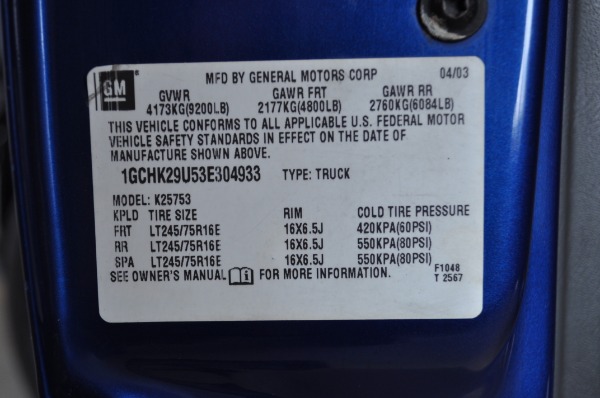 GM
MFD BY GENERAL MOTORS CORP 04/03
GVWR GAWR FRT GAWR RR
4173KG(9200LB) 2177KG(4800LB) 2760KG(6084LB)
THIS VEHICLE CONFORMS TO ALL APPLICABLE U.S. FEDERAL MOTOR
VEHICLE SAFETY STANDARDS IN EFFECT ON THE DATE OF
MANUFACTURE SHOWN ABOVE.
1GCHK29U53E304933 TYPE: TRUCK
MODEL: K25753
KPLD TIRE SIZE RIM COLD TIRE PRESSURE
FRT LT245/75R16E 16X6.5J 420KPA(60PSI)
RR LT245/75R16E 16X6.5J 550KPA(80PSI)
SPA LT245/75R16E 16X6.5J 550KPA(80PSI)
SEE OWNER'S MANUAL FOR MORE INFORMATION.
F1048
T 2567